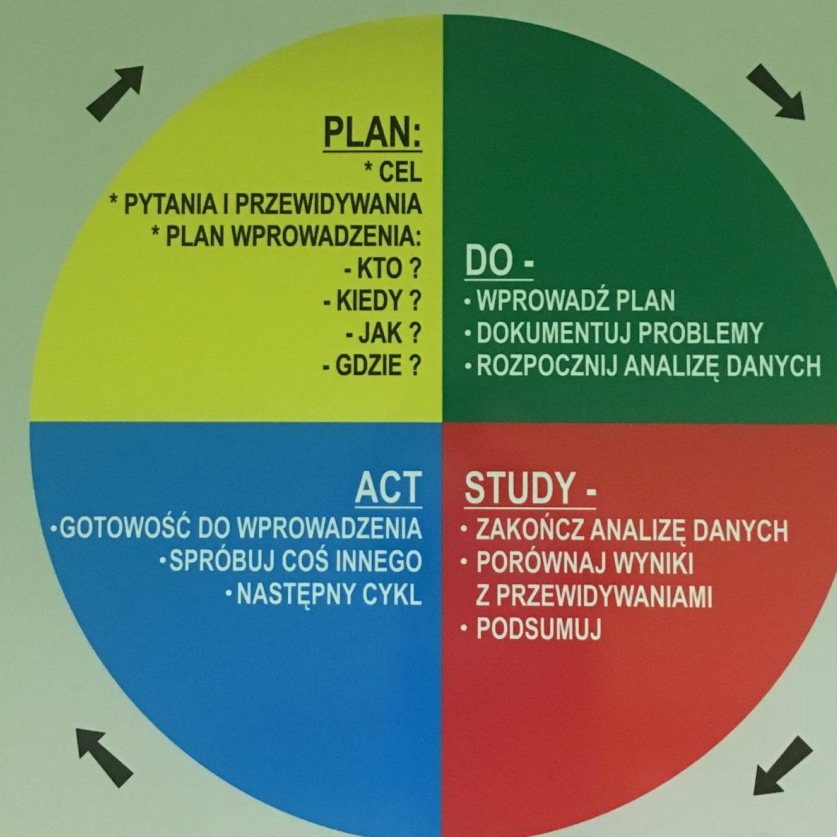 PLAN:
* CEL
* PYTANIA I PRZEWIDYWANIA
* PLAN WPROWADZENIA:
- KTO ?
- KIEDY ?
- JAK ?
- GDZIE ?
DO -
• WPROWADŹ PLAN
• DOKUMENTUJ PROBLEMY
• ROZPOCZNIJ ANALIZĘ DANYCH
ACT
•GOTOWOŚĆ DO WPROWADZENIA
•SPRÓBUJ COŚ INNEGO
•NASTĘPNY CYKL
STUDY -
• ZAKOŃCZ ANALIZĘ DANYCH
• PORÓWNAJ WYNIKI
Z PRZEWIDYWANIAMI
• PODSUMUJ